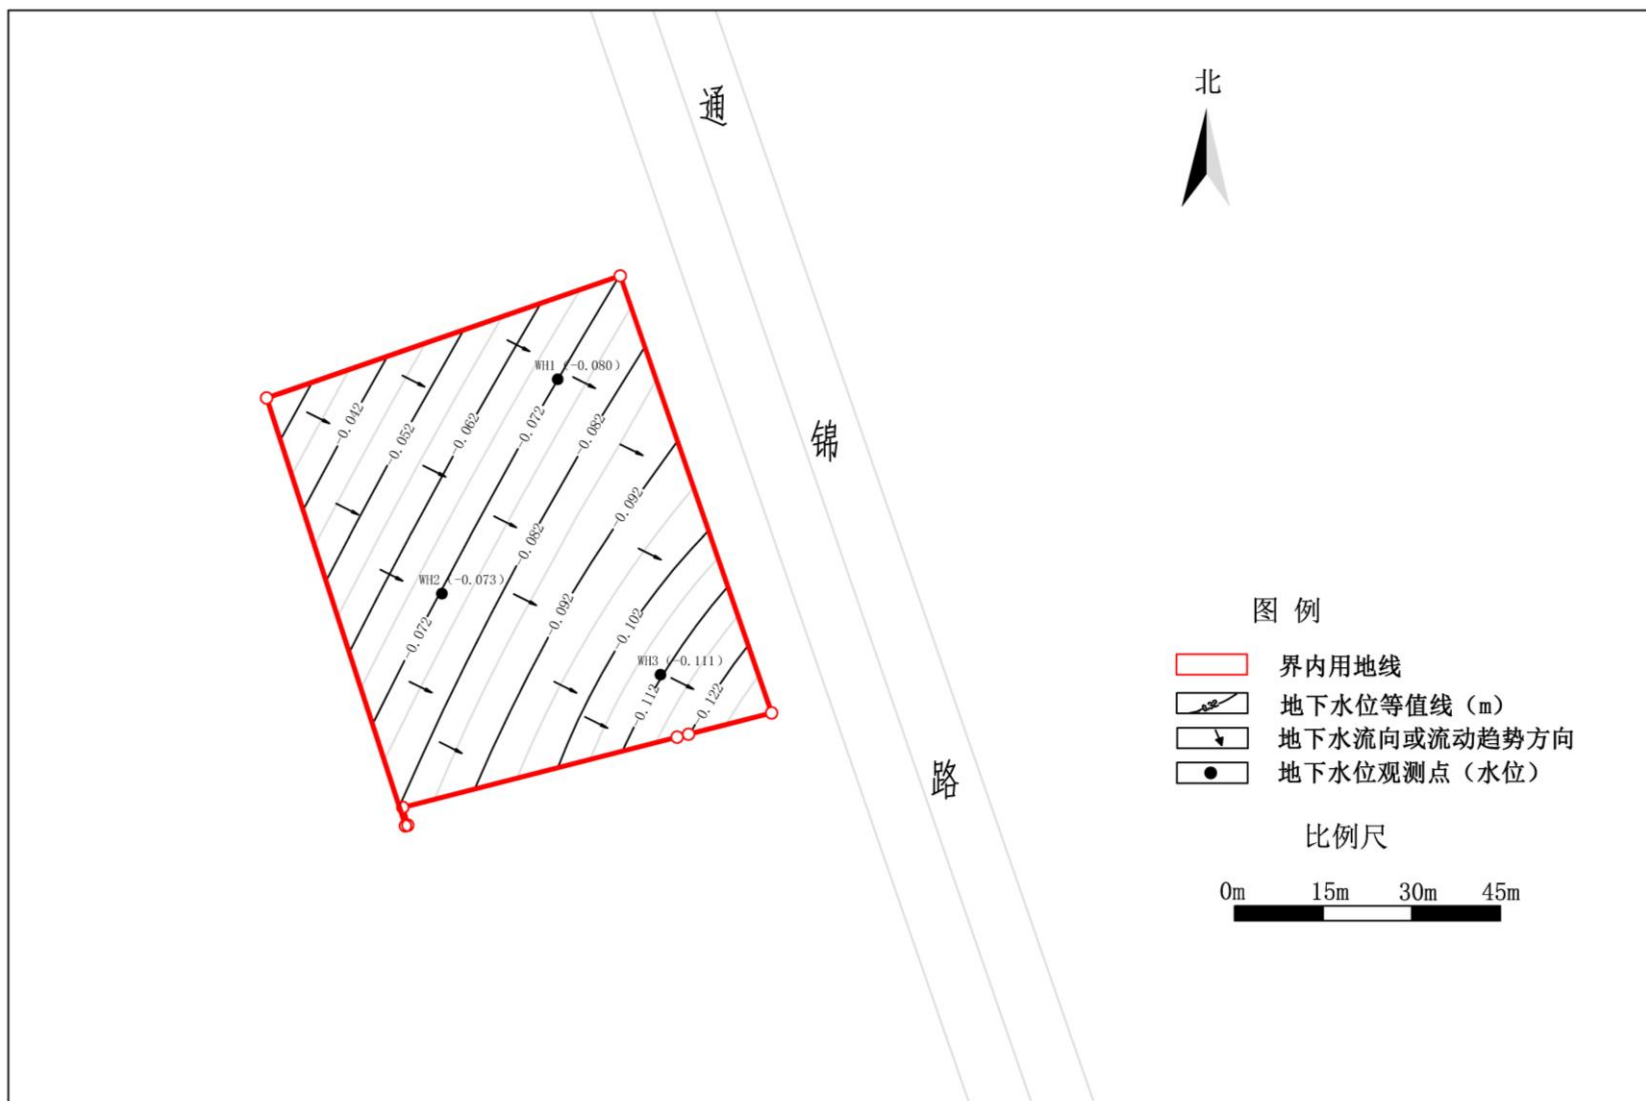 通
北
WH1（-0.080）
-0.042
-0.052
-0.062
-0.072
-0.082
锦
-0.092
-0.082
WH2（-0.073）
-0.092
-0.102
图 例
-0.072
WH3（-0.111）
界内用地线
-0.112
-0.122
0.32
地下水位等值线（m）
地下水流向或流动趋势方向
路
地下水位观测点（水位）
比例尺
0m 15m 30m 45m